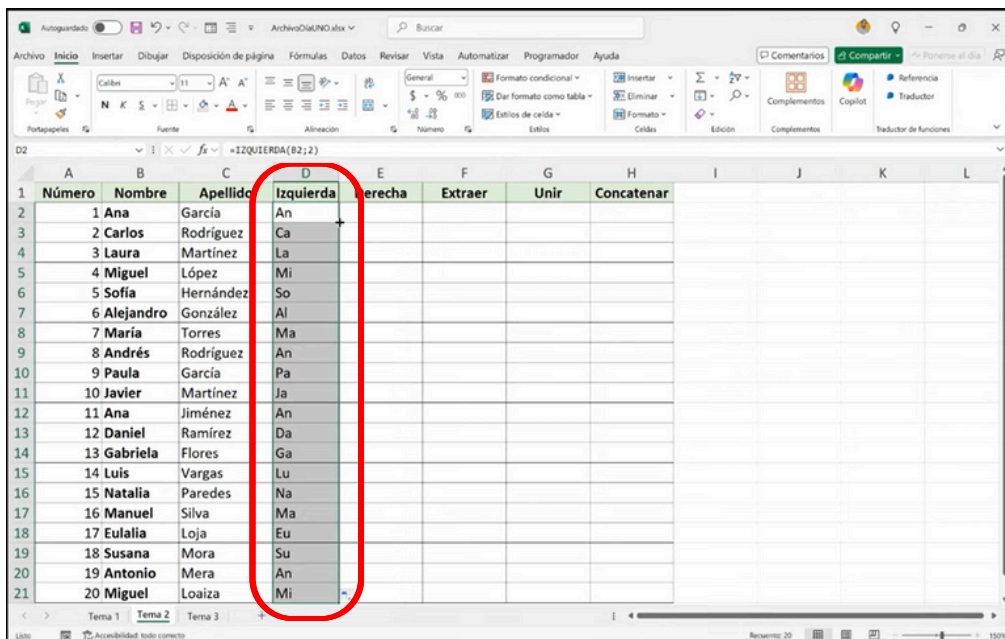 Autoguardado ArchivoDíaUNO.xlsx Buscar
Archivo Inicio Insertar Dibujar Disposición de página Fórmulas Datos Revisar Vista Automatizar Programador Ayuda Comentarios Compartir Ponerse al día
Calibri 11 General Formato condicional Insertar Referencia
Pegar N K S $ % 000 Dar formato como tabla Eliminar Complementos Copilot Traductor
Estilos de celda Formato
Portapapeles Fuente Alineación Número Estilos Celdas Edición Complementos Traductor de funciones
D2 fx =IZQUIERDA(B2;2)
A B C D E F G H I J K L
1 Número Nombre Apellido Izquierda Derecha Extraer Unir Concatenar
2 1 Ana García An
3 2 Carlos Rodríguez Ca
4 3 Laura Martínez La
5 4 Miguel López Mi
6 5 Sofía Hernández So
7 6 Alejandro González Al
8 7 María Torres Ma
9 8 Andrés Rodríguez An
10 9 Paula García Pa
11 10 Javier Martínez Ja
12 11 Ana Jiménez An
13 12 Daniel Ramírez Da
14 13 Gabriela Flores Ga
15 14 Luis Vargas Lu
16 15 Natalia Paredes Na
17 16 Manuel Silva Ma
18 17 Eulalia Loja Eu
19 18 Susana Mora Su
20 19 Antonio Mera An
21 20 Miguel Loaiza Mi
Tema 1 Tema 2 Tema 3
Listo Accesibilidad: todo correcto Recuento: 20